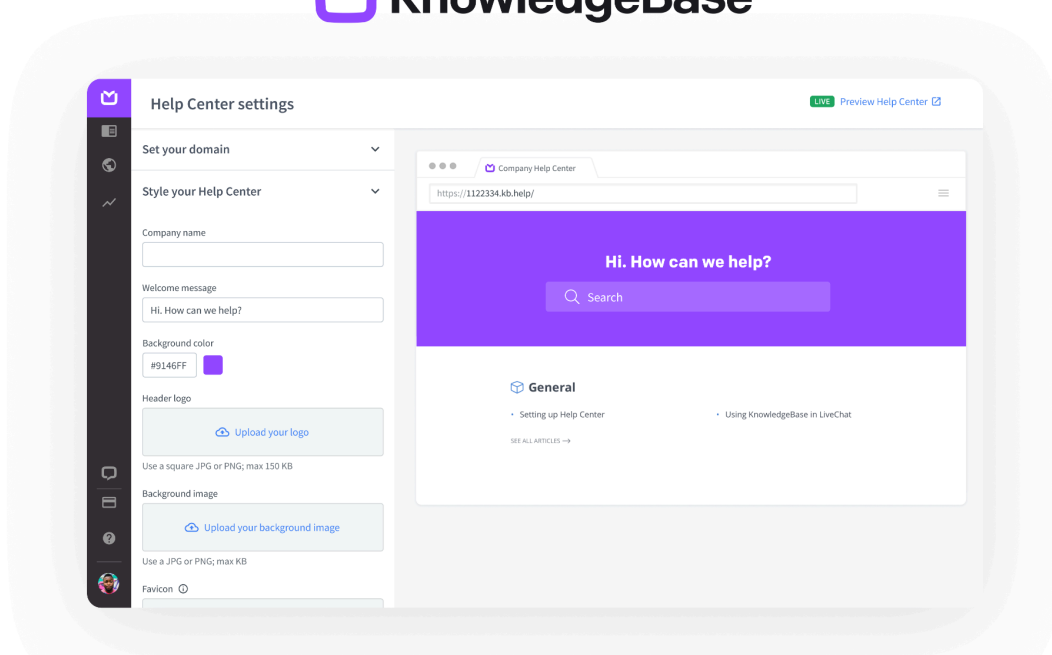 KnowledgeBase
Help Center settings
LIVE Preview Help Center
Set your domain
Style your Help Center
Company name
Welcome message
Hi. How can we help?
Background color
#9146FF
Header logo
Upload your logo
Use a square JPG or PNG; max 150 KB
Background image
Upload your background image
Use a JPG or PNG; max KB
Favicon
Company Help Center
https://1122334.kb.help/
Hi. How can we help?
Search
General
• Setting up Help Center
• Using KnowledgeBase in LiveChat
SEE ALL ARTICLES →